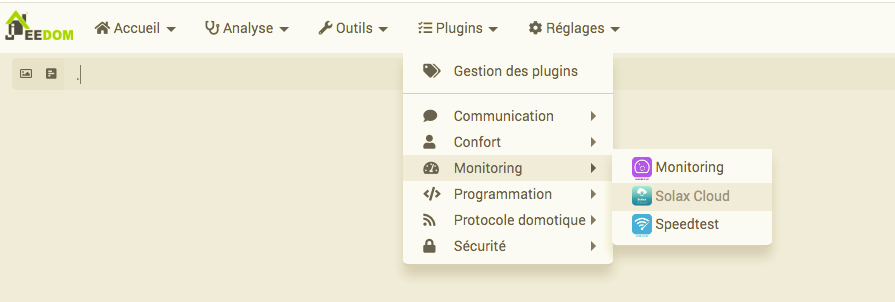 JEEDOM Accueil Analyse Outils Plugins Réglages
.
Gestion des plugins
Communication
Confort
Monitoring
Programmation
Protocole domotique
Sécurité
Monitoring
Solax Cloud
Speedtest